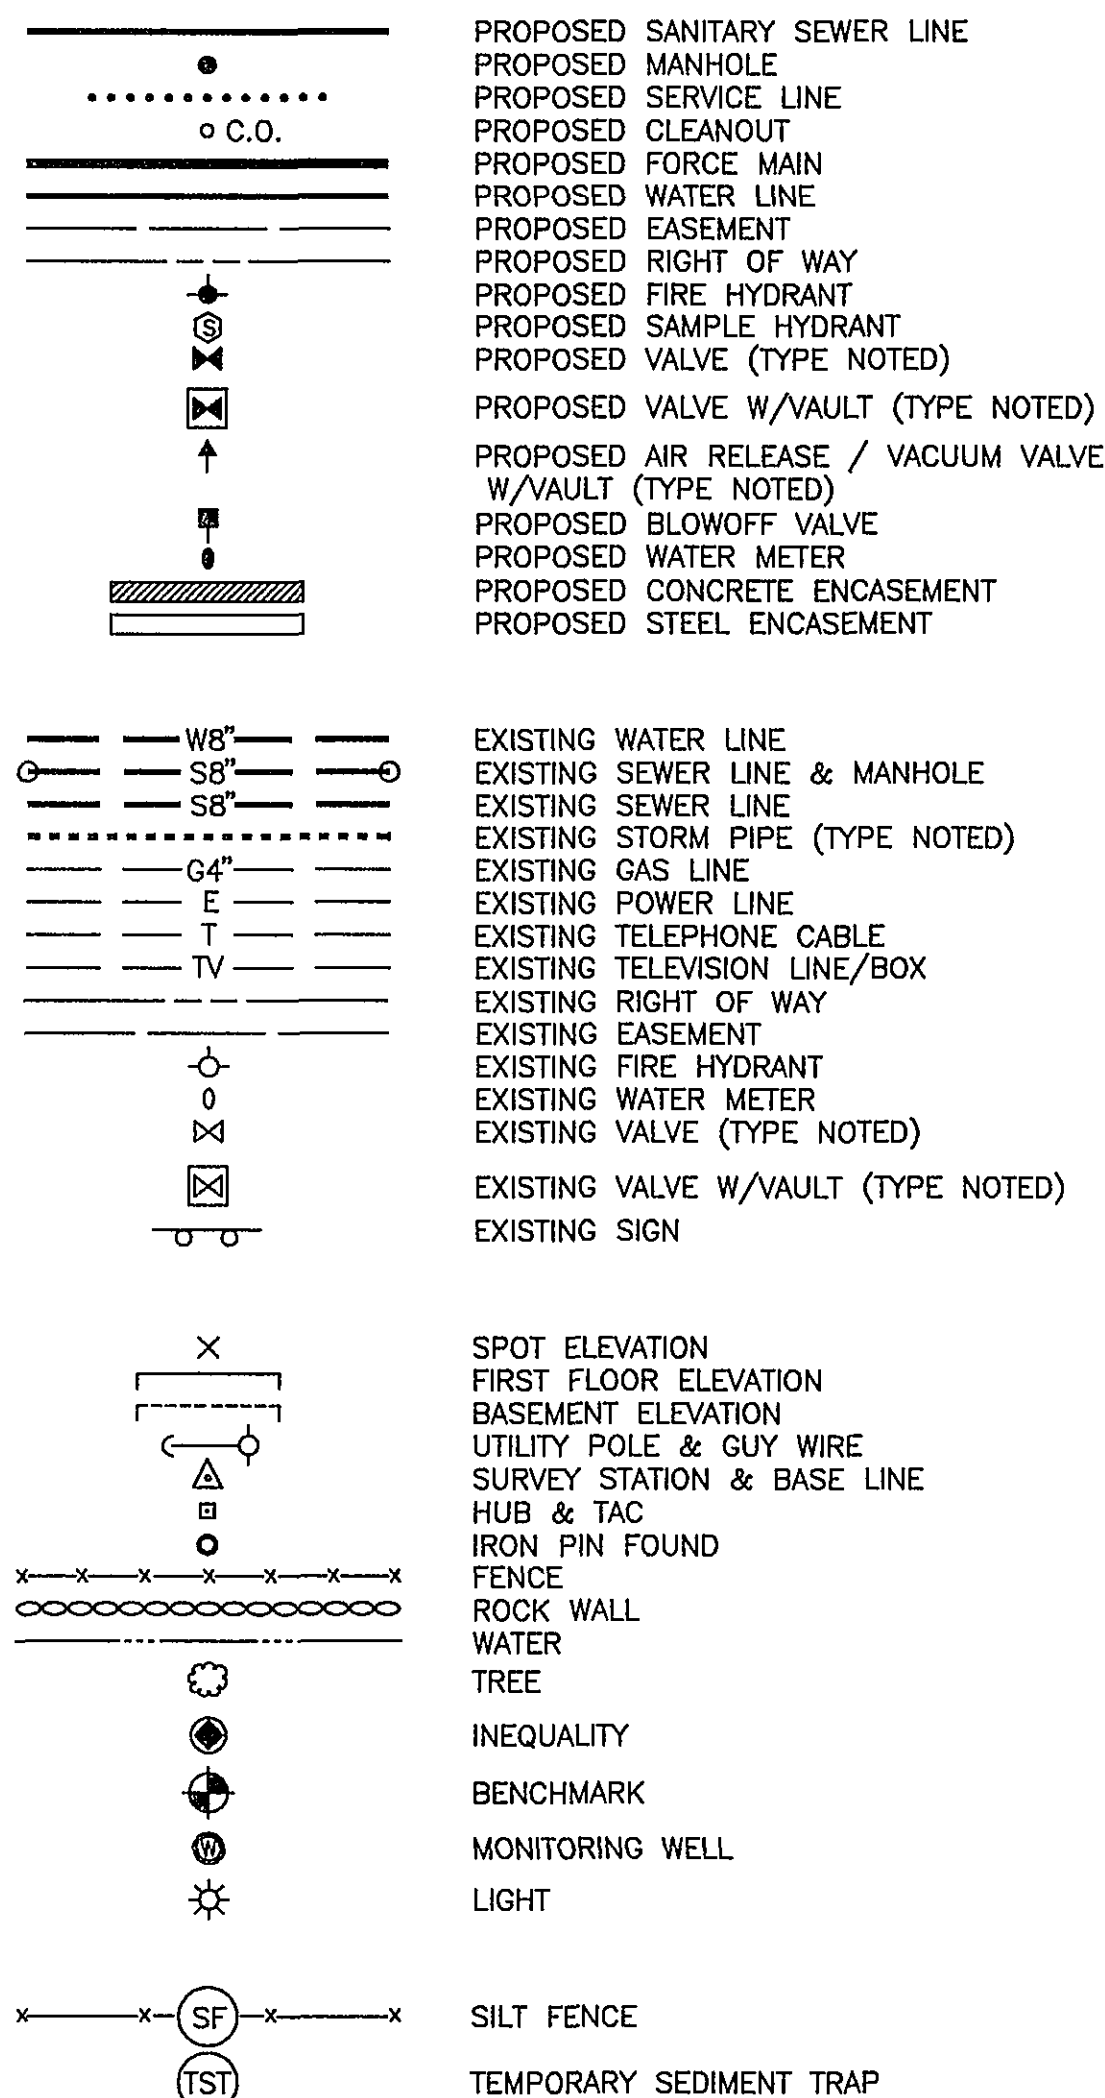 PROPOSED SANITARY SEWER LINE
PROPOSED MANHOLE
PROPOSED SERVICE LINE
C.O. PROPOSED CLEANOUT
PROPOSED FORCE MAIN
PROPOSED WATER LINE
PROPOSED EASEMENT
PROPOSED RIGHT OF WAY
PROPOSED FIRE HYDRANT
S PROPOSED SAMPLE HYDRANT
PROPOSED VALVE (TYPE NOTED)
PROPOSED VALVE W/VAULT (TYPE NOTED)
PROPOSED AIR RELEASE / VACUUM VALVE
W/VAULT (TYPE NOTED)
PROPOSED BLOWOFF VALVE
PROPOSED WATER METER
PROPOSED CONCRETE ENCASEMENT
PROPOSED STEEL ENCASEMENT
W8" EXISTING WATER LINE
S8" EXISTING SEWER LINE & MANHOLE
S8" EXISTING SEWER LINE
EXISTING STORM PIPE (TYPE NOTED)
G4" EXISTING GAS LINE
E EXISTING POWER LINE
T EXISTING TELEPHONE CABLE
TV EXISTING TELEVISION LINE/BOX
EXISTING RIGHT OF WAY
EXISTING EASEMENT
EXISTING FIRE HYDRANT
EXISTING WATER METER
EXISTING VALVE (TYPE NOTED)
EXISTING VALVE W/VAULT (TYPE NOTED)
EXISTING SIGN
SPOT ELEVATION
FIRST FLOOR ELEVATION
BASEMENT ELEVATION
UTILITY POLE & GUY WIRE
SURVEY STATION & BASE LINE
HUB & TAC
IRON PIN FOUND
FENCE
ROCK WALL
WATER
TREE
INEQUALITY
BENCHMARK
W MONITORING WELL
LIGHT
SF SILT FENCE
TST TEMPORARY SEDIMENT TRAP